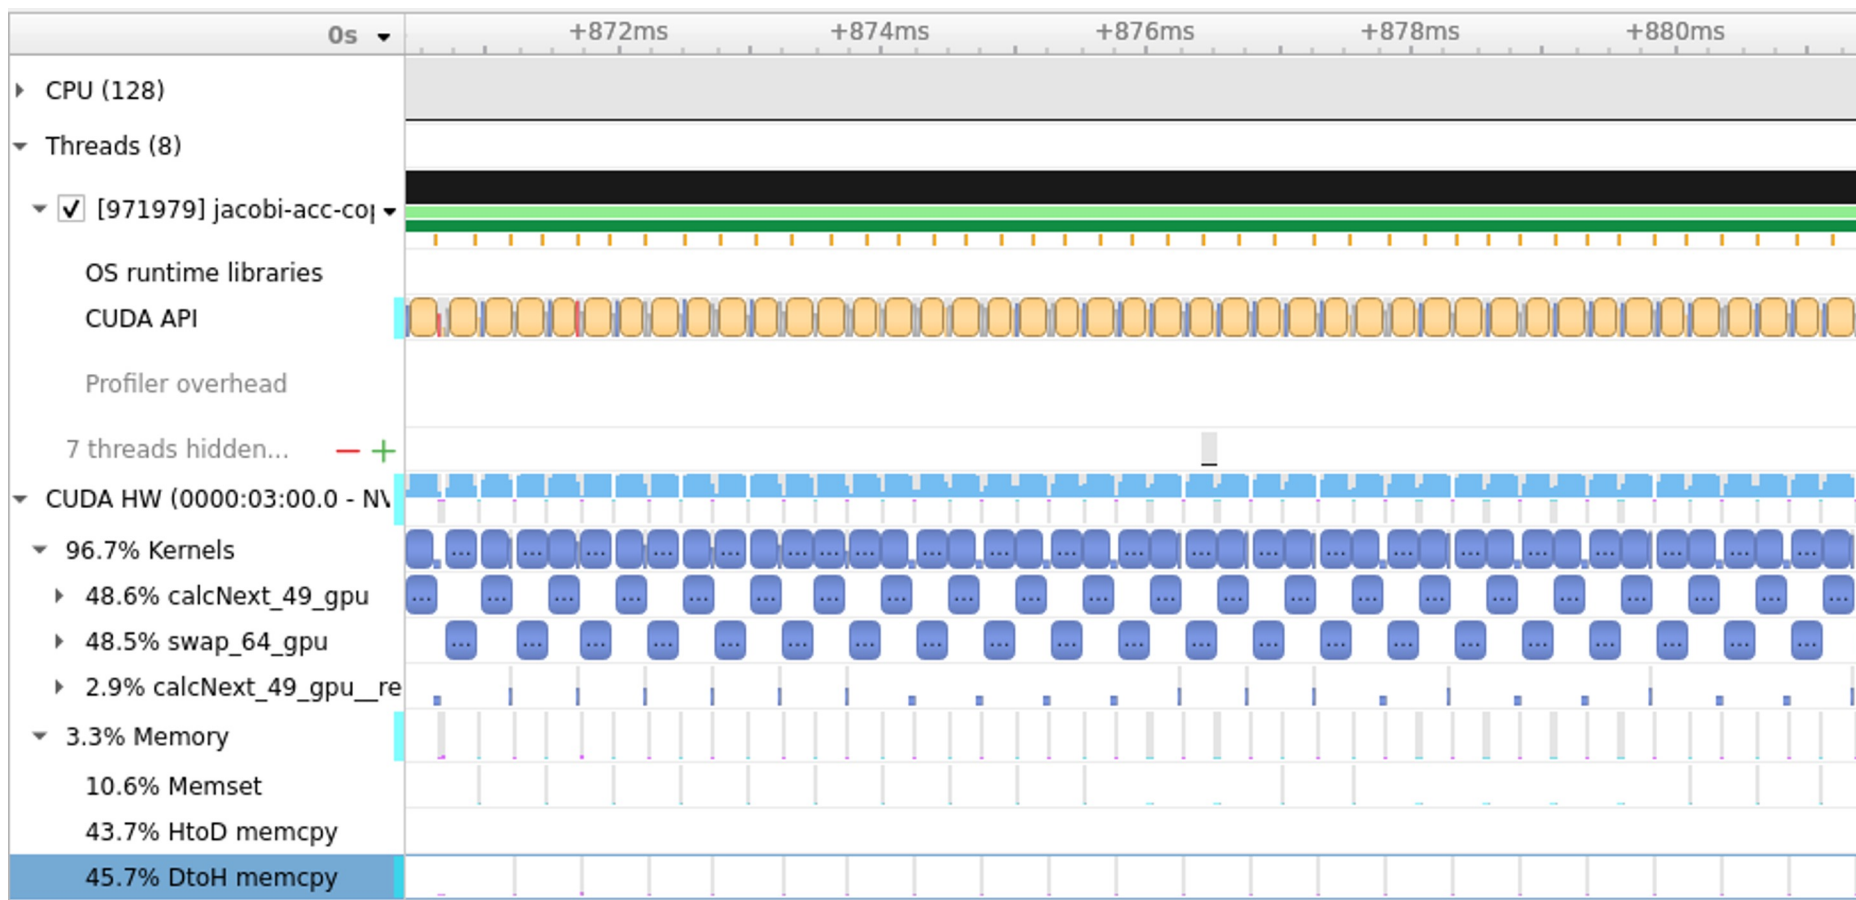 0s +872ms +874ms +876ms +878ms +880ms
CPU (128)
Threads (8)
[971979] jacobi-acc-cop
OS runtime libraries
CUDA API
Profiler overhead
7 threads hidden...
CUDA HW (0000:03:00.0 - NV
96.7% Kernels
48.6% calcNext_49_gpu
48.5% swap_64_gpu
2.9% calcNext_49_gpu__re
3.3% Memory
10.6% Memset
43.7% HtoD memcpy
45.7% DtoH memcpy